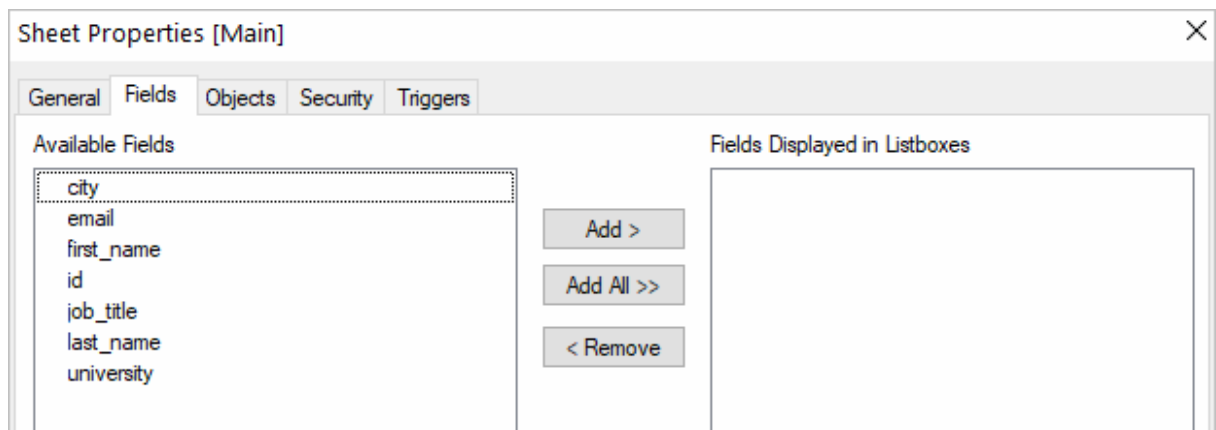 Sheet Properties [Main]
General Fields Objects Security Triggers
Available Fields
Fields Displayed in Listboxes
city
email
first_name
id
job_title
last_name
university
Add >
Add All >>
< Remove